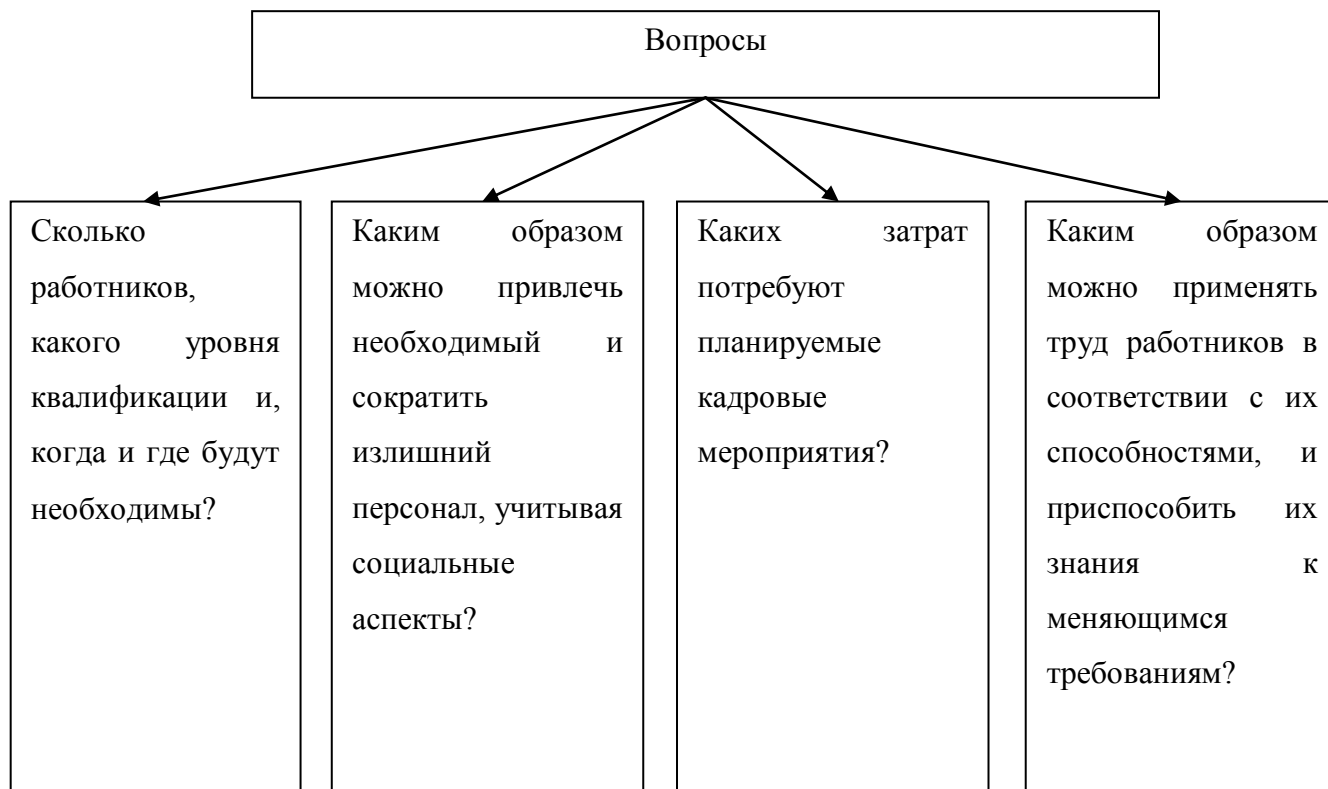 Вопросы
Сколько
работников,
какого уровня
квалификации и,
когда и где будут
необходимы?
Каким образом
можно привлечь
необходимый и
сократить
излишний
персонал, учитывая
социальные
аспекты?
Каких затрат
потребуют
планируемые
кадровые
мероприятия?
Каким образом
можно применять
труд работников в
соответствии с их
способностями, и
приспособить их
знания к
меняющимся
требованиям?